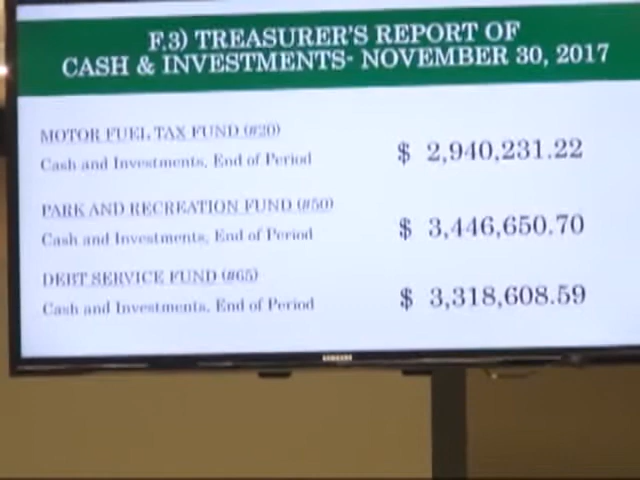 F.3) TREASURER'S REPORT OF
CASH & INVESTMENTS- NOVEMBER 30, 2017
MOTOR FUEL TAX FUND (#20)
Cash and Investments, End of Period $ 2,940,231.22
PARK AND RECREATION FUND (#50)
Cash and Investments, End of Period $ 3,446,650.70
DEBT SERVICE FUND (#65)
Cash and Investments, End of Period $ 3,318,608.59
SAMSUNG